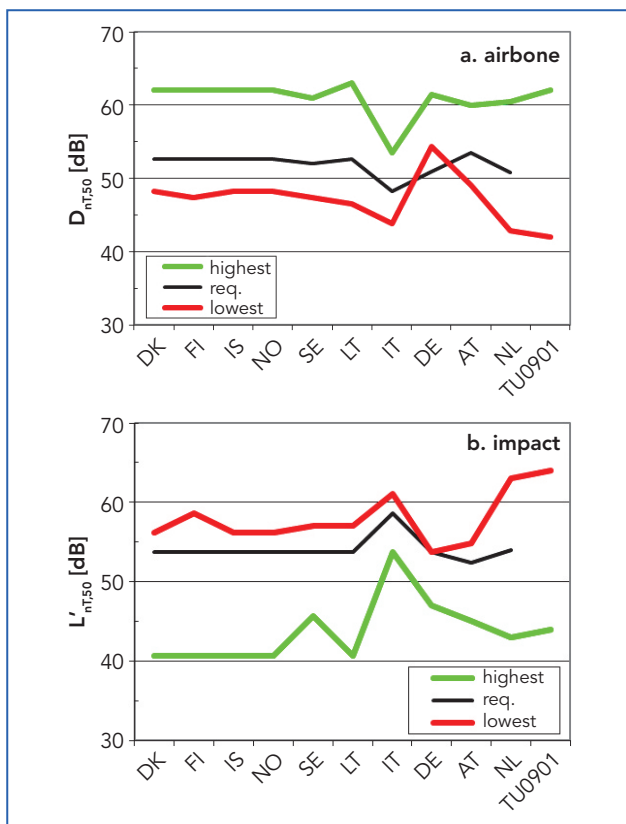 a. airbone
70
60
50
40
30
D_nT,50 [dB]
highest
req.
lowest
DK FI IS NO SE LT IT DE AT NL TU0901
b. impact
70
60
50
40
30
L'_nT,50 [dB]
highest
req.
lowest
DK FI IS NO SE LT IT DE AT NL TU0901